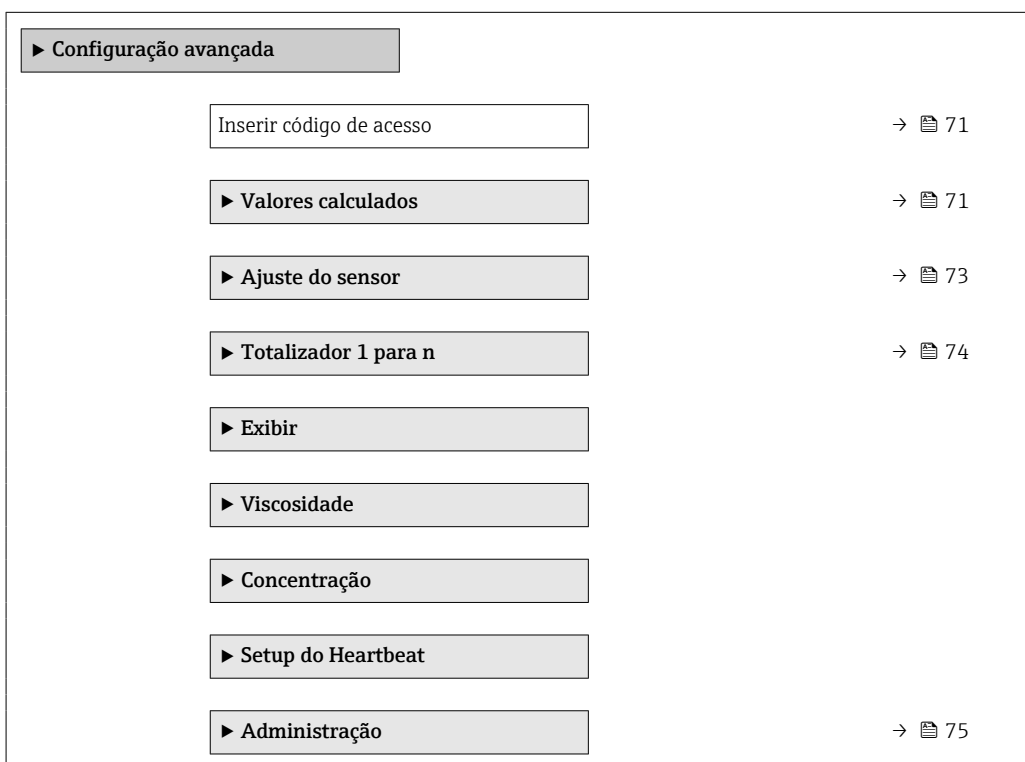 ▶ Configuração avançada
Inserir código de acesso → 71
▶ Valores calculados → 71
▶ Ajuste do sensor → 73
▶ Totalizador 1 para n → 74
▶ Exibir
▶ Viscosidade
▶ Concentração
▶ Setup do Heartbeat
▶ Administração → 75